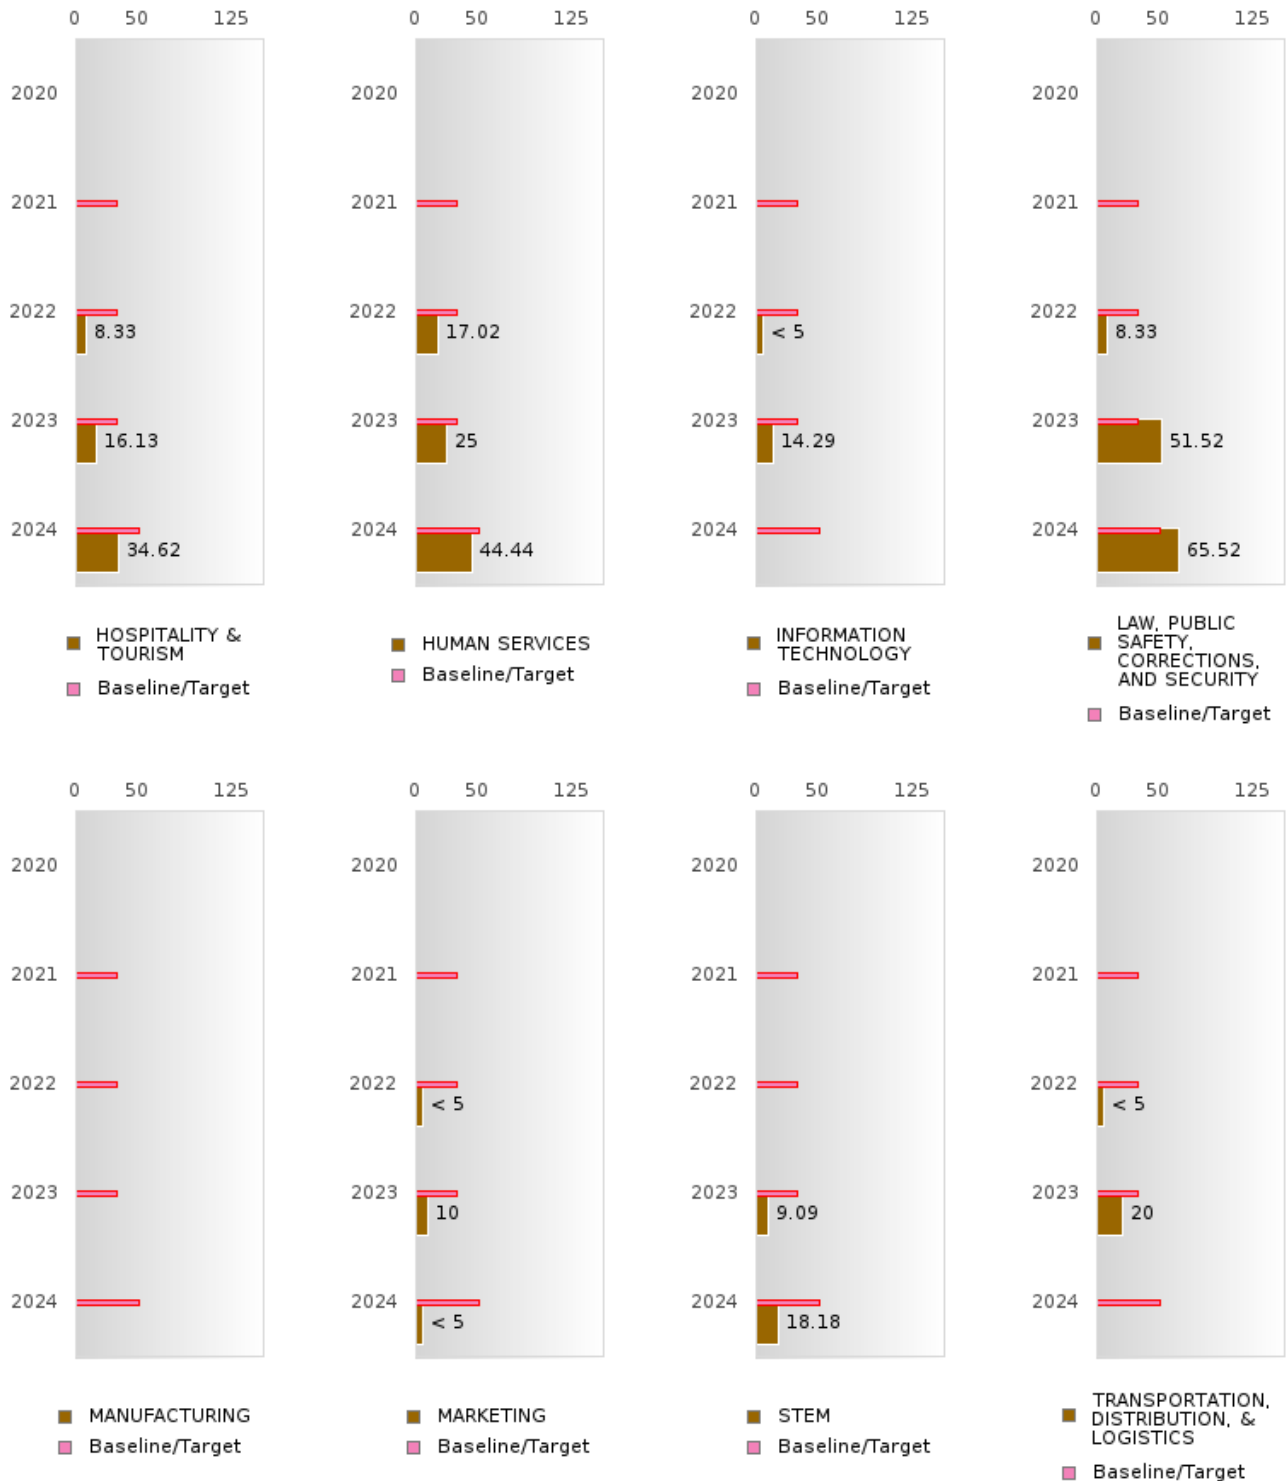 0 50 125 0 50 125 0 50 125 0 50 125
2020 2020 2020 2020
2021 2021 2021 2021
2022 2022 2022 2022
8.33 17.02 < 5 8.33
2023 2023 2023 2023
16.13 25 14.29 51.52
2024 2024 2024 2024
34.62 44.44 65.52
HOSPITALITY &
TOURISM
Baseline/Target
HUMAN SERVICES
Baseline/Target
INFORMATION
TECHNOLOGY
Baseline/Target
LAW, PUBLIC
SAFETY,
CORRECTIONS,
AND SECURITY
Baseline/Target
0 50 125 0 50 125 0 50 125 0 50 125
2020 2020 2020 2020
2021 2021 2021 2021
2022 2022 2022 2022
< 5 < 5
2023 2023 2023 2023
10 9.09 20
2024 2024 2024 2024
< 5 18.18
MANUFACTURING
Baseline/Target
MARKETING
Baseline/Target
STEM
Baseline/Target
TRANSPORTATION,
DISTRIBUTION, &
LOGISTICS
Baseline/Target